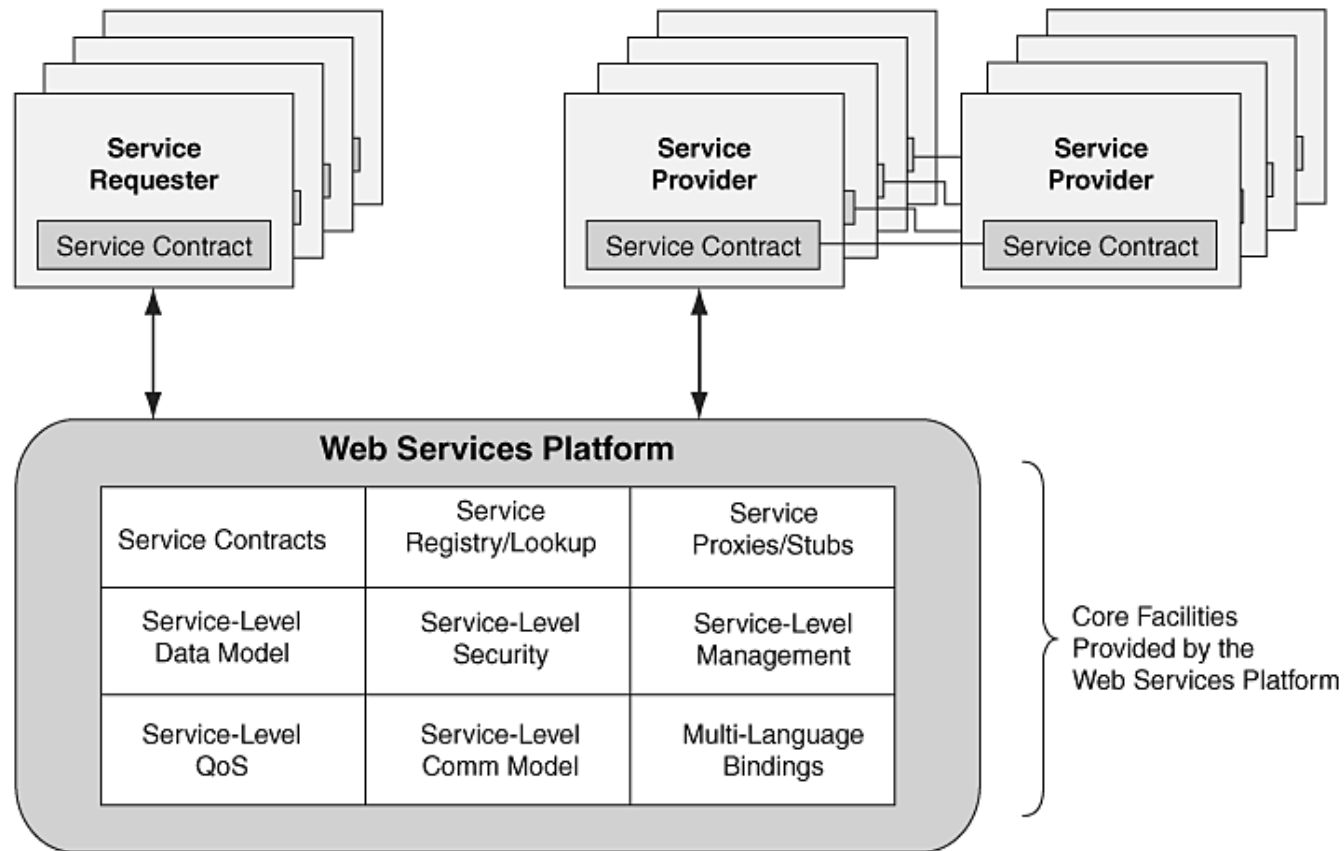 Service
Requester
Service Contract
Service
Provider
Service Contract
Service
Provider
Service Contract
Web Services Platform
Service Contracts
Service
Registry/Lookup
Service
Proxies/Stubs
Service-Level
Data Model
Service-Level
Security
Service-Level
Management
Service-Level
QoS
Service-Level
Comm Model
Multi-Language
Bindings
Core Facilities
Provided by the
Web Services Platform